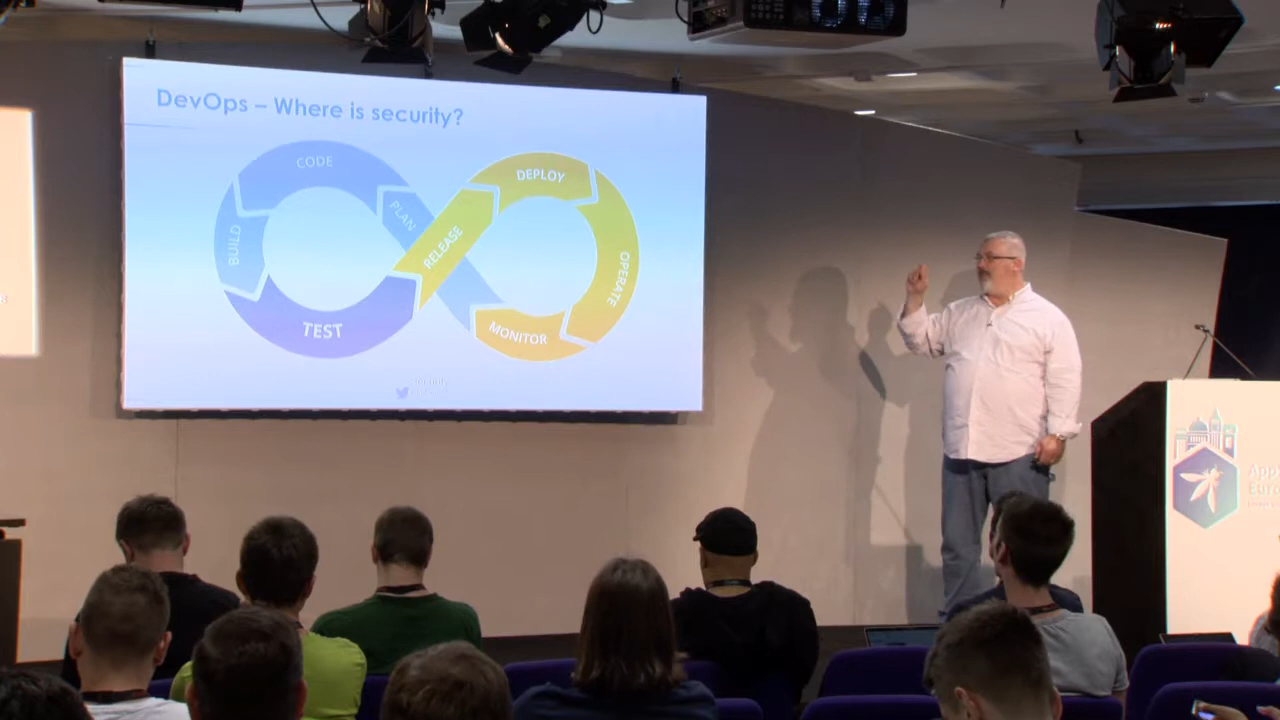 DevOps – Where is security?
CODE
DEPLOY
PLAN
BUILD
RELEASE
OPERATE
TEST
MONITOR